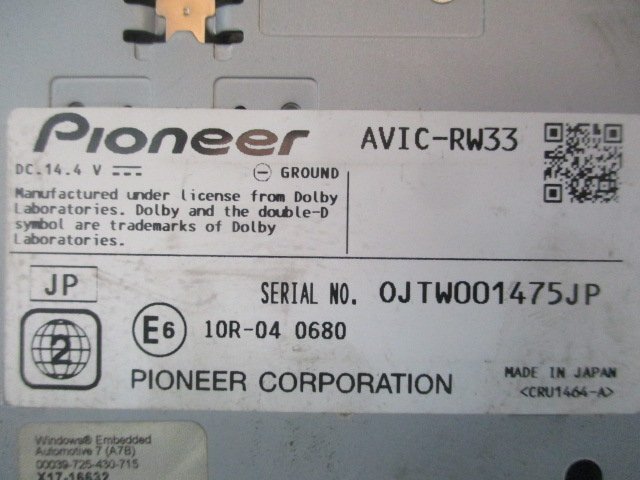 Pioneer
AVIC-RW33
DC.14.4 V
GROUND
Manufactured under license from Dolby
Laboratories. Dolby and the double-D
symbol are trademarks of Dolby
Laboratories.
JP
SERIAL NO. OJTW001475JP
2
E6 10R-04 0680
PIONEER CORPORATION
MADE IN JAPAN
<CRU1464-A>
Windows® Embedded
Automotive 7 (A7B)
00039-725-430-715
X17-16632